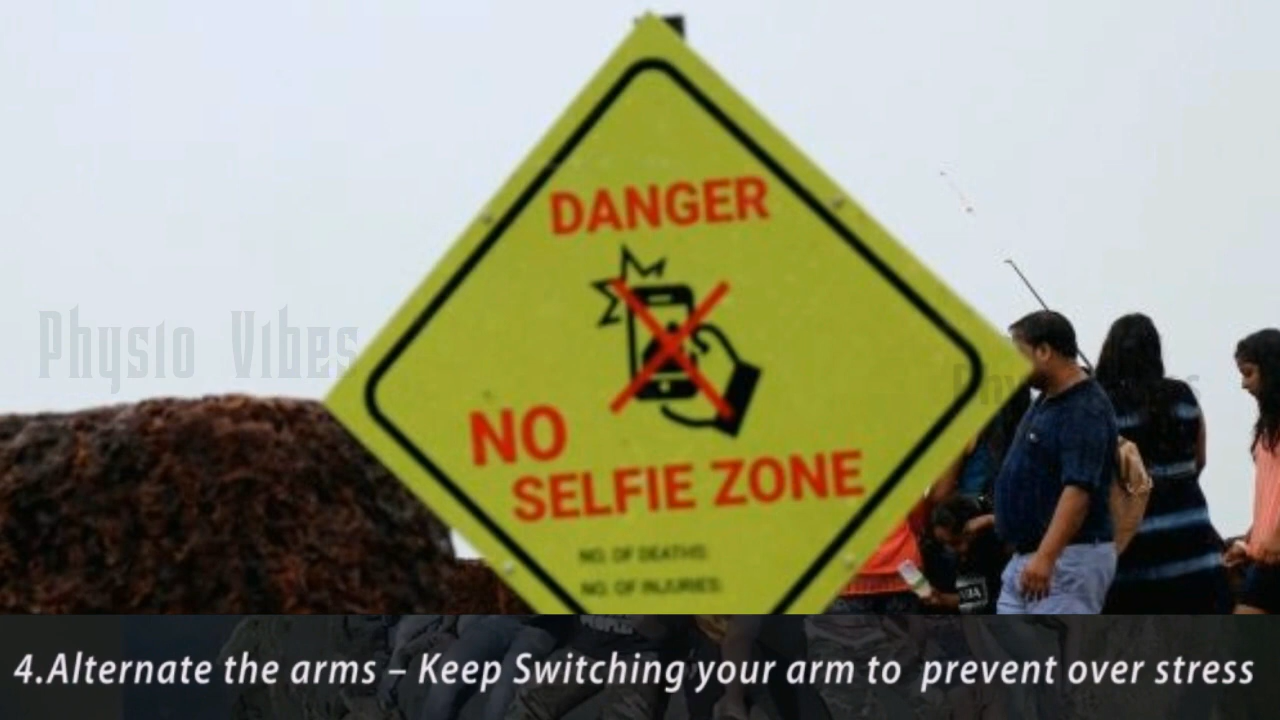 DANGER
NO
SELFIE ZONE
NO. OF DEATHS:
NO. OF INJURIES:
Physio Vibes
4.Alternate the arms – Keep Switching your arm to  prevent over stress